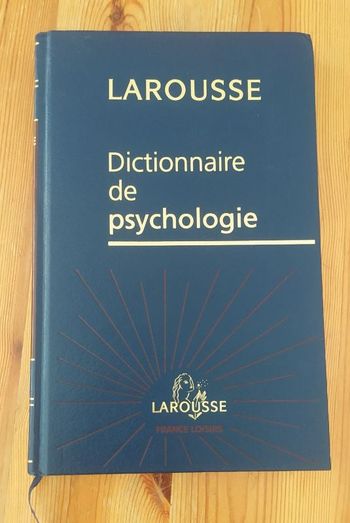 LAROUSSE
Dictionnaire
de
psychologie
LAROUSSE
FRANCE LOISIRS